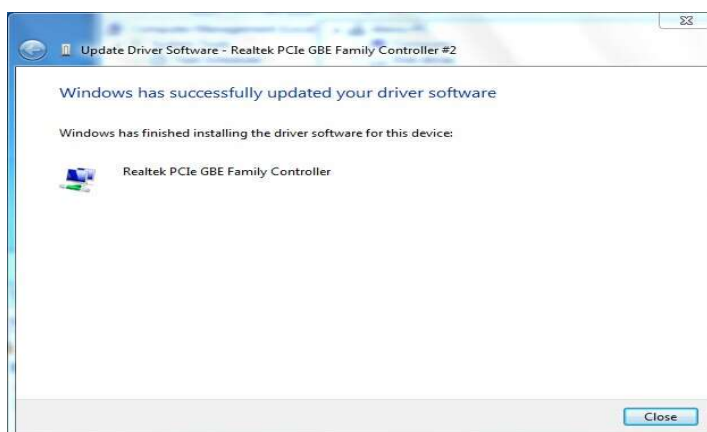 Update Driver Software - Realtek PCIe GBE Family Controller #2
Windows has successfully updated your driver software
Windows has finished installing the driver software for this device:
Realtek PCIe GBE Family Controller
Close